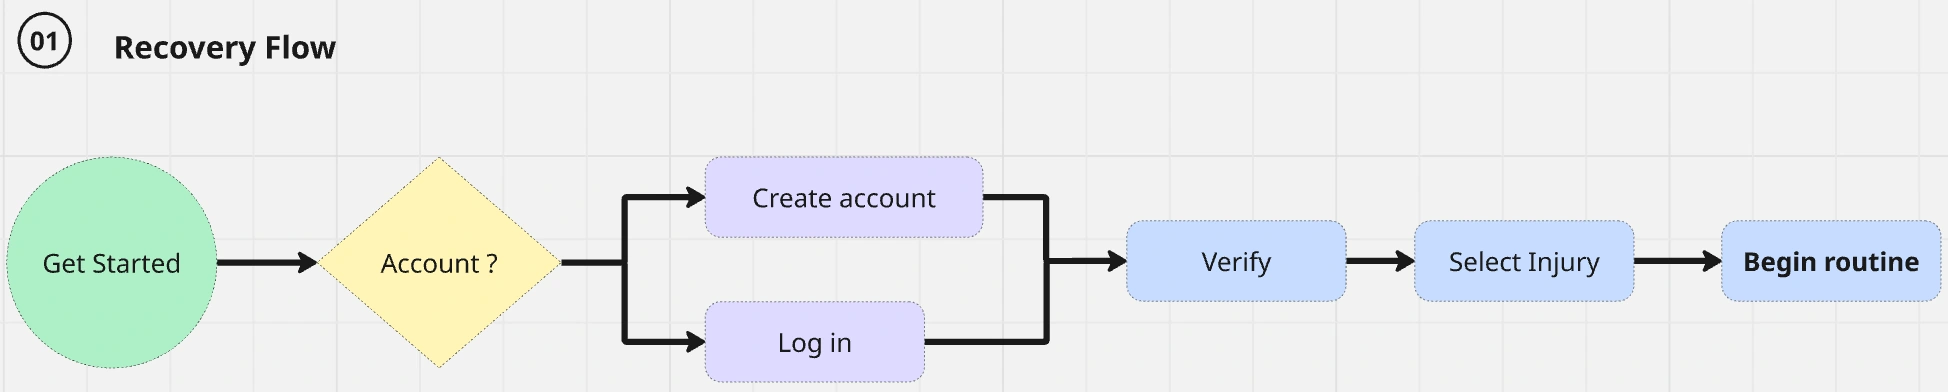 01
Recovery Flow
Get Started
Account ?
Create account
Log in
Verify
Select Injury
Begin routine